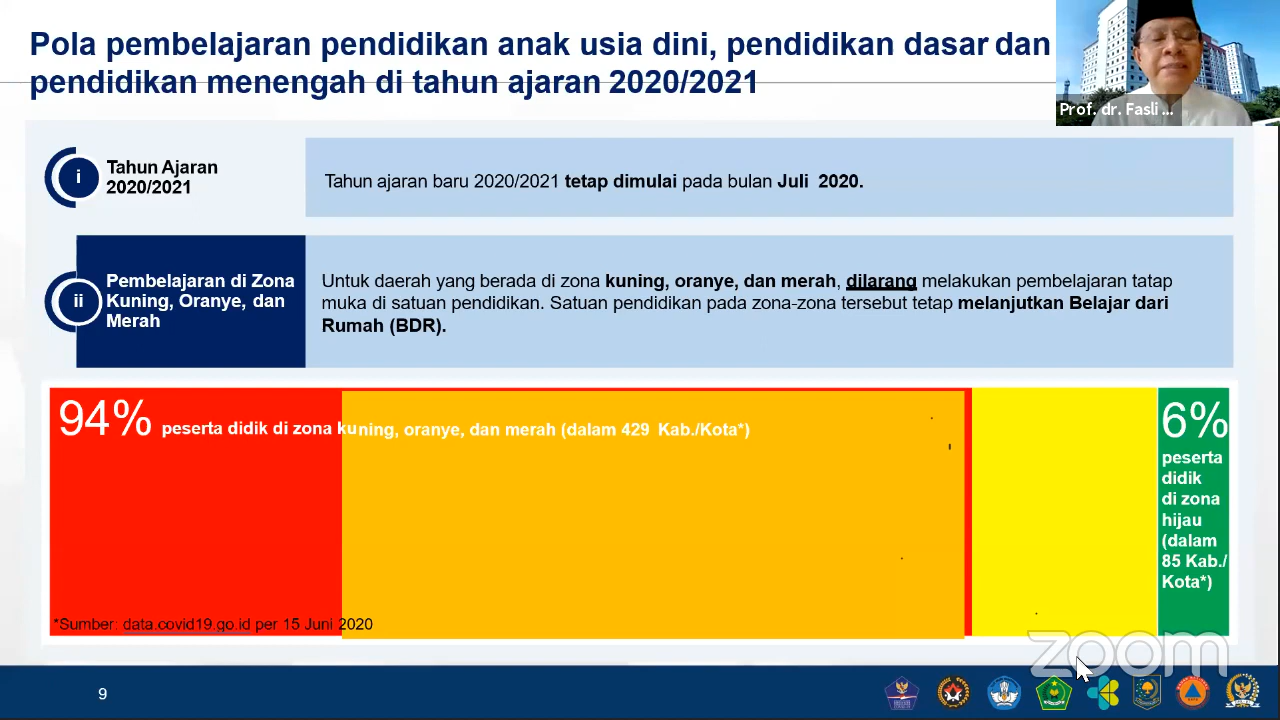 Pola pembelajaran pendidikan anak usia dini, pendidikan dasar dan
pendidikan menengah di tahun ajaran 2020/2021
Prof. dr. Fasli ...
i
Tahun Ajaran
2020/2021
Tahun ajaran baru 2020/2021 tetap dimulai pada bulan Juli 2020.
ii
Pembelajaran di Zona
Kuning, Oranye, dan
Merah
Untuk daerah yang berada di zona kuning, oranye, dan merah, dilarang melakukan pembelajaran tatap
muka di satuan pendidikan. Satuan pendidikan pada zona-zona tersebut tetap melanjutkan Belajar dari
Rumah (BDR).
94% peserta didik di zona kuning, oranye, dan merah (dalam 429 Kab./Kota*)
6%
peserta
didik
di zona
hijau
(dalam
85 Kab./
Kota*)
*Sumber: data.covid19.go.id per 15 Juni 2020
zoom
9